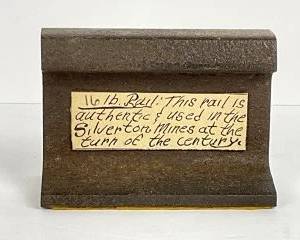 16 lb. Rail: This rail is
authentic & used in the
Silverton Mines at the
turn of the century.